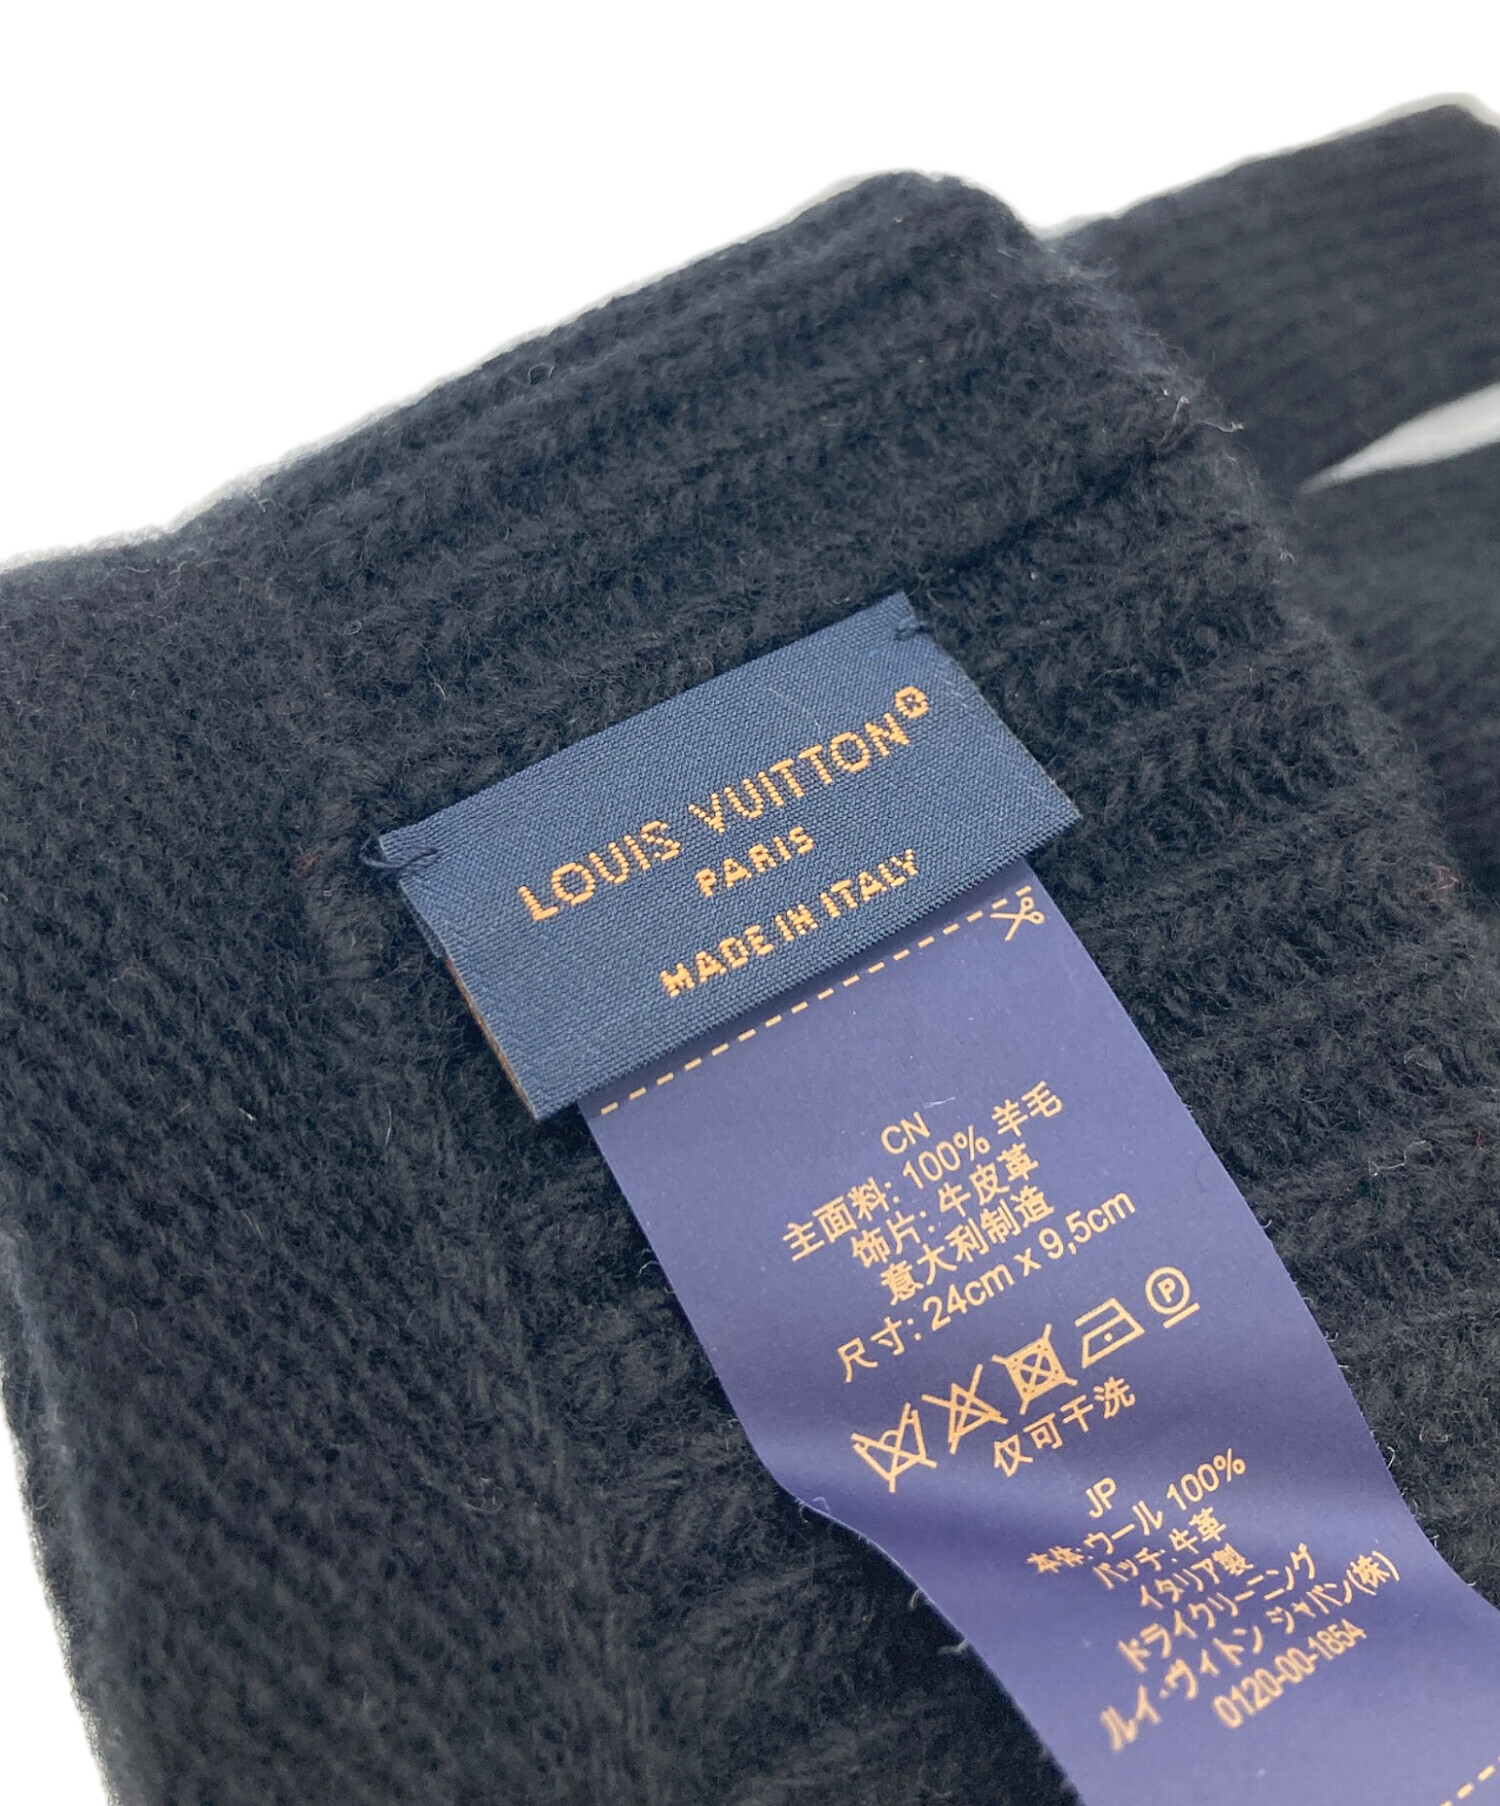 LOUIS VUITTON®
PARIS
MADE IN ITALY
CN
主面料: 100% 羊毛
饰片: 牛皮革
意大利制造
尺寸: 24cm x 9,5cm
P
仅可干洗
JP
本体:ウール 100%
パッチ:牛革
イタリア製
ドライクリーニング
ルイ・ヴィトン ジャパン(株)
0120-00-1854